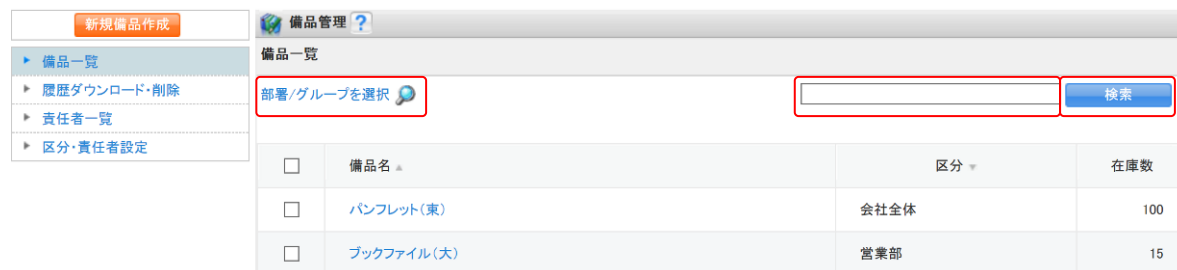 新規備品作成
備品一覧
履歴ダウンロード・削除
責任者一覧
区分・責任者設定
備品管理 ?
備品一覧
部署/グループを選択
検索
備品名 区分 在庫数
パンフレット(東) 会社全体 100
ブックファイル(大) 営業部 15